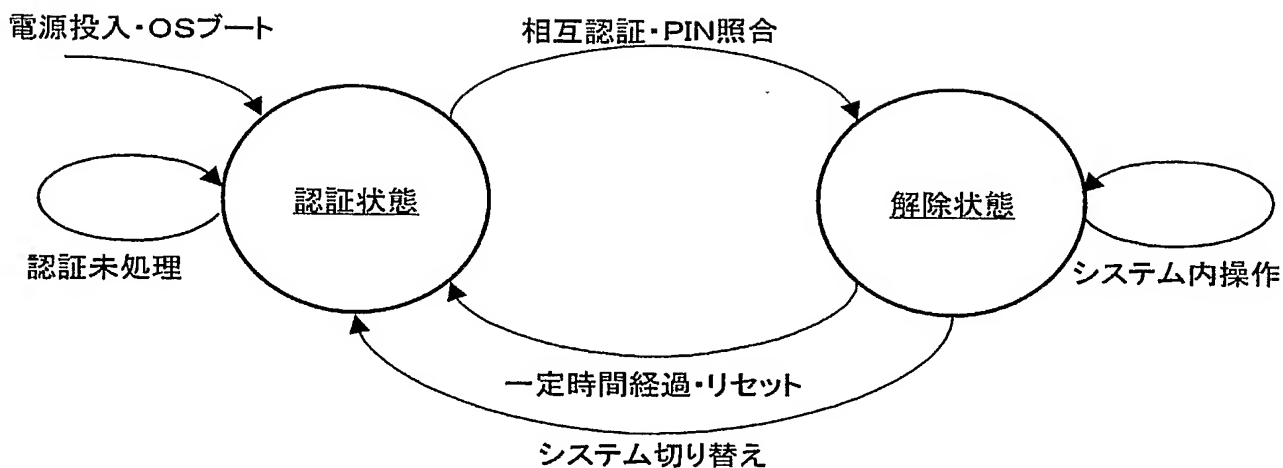 電源投入・OSブート
相互認証・PIN照合
認証状態
解除状態
認証未処理
システム内操作
一定時間経過・リセット
システム切り替え